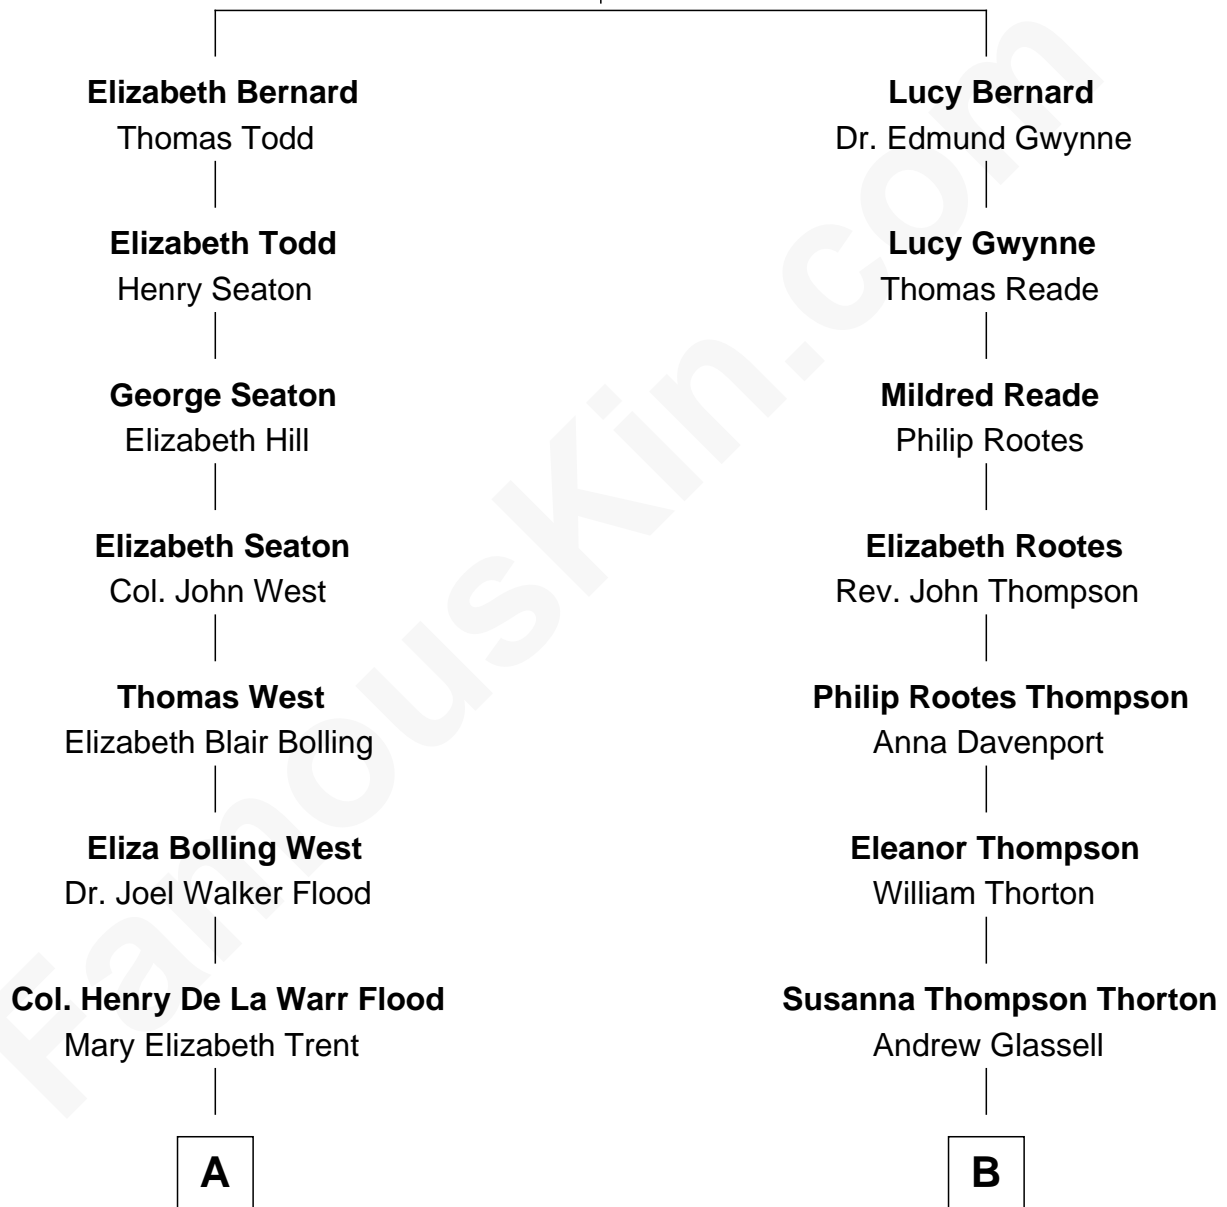 Elizabeth Bernard
Thomas Todd
Elizabeth Todd
Henry Seaton
George Seaton
Elizabeth Hill
Elizabeth Seaton
Col. John West
Thomas West
Elizabeth Blair Bolling
Eliza Bolling West
Dr. Joel Walker Flood
Col. Henry De La Warr Flood
Mary Elizabeth Trent
A
Lucy Bernard
Dr. Edmund Gwynne
Lucy Gwynne
Thomas Reade
Mildred Reade
Philip Rootes
Elizabeth Rootes
Rev. John Thompson
Philip Rootes Thompson
Anna Davenport
Eleanor Thompson
William Thorton
Susanna Thompson Thorton
Andrew Glassell
B
FamousKin.com